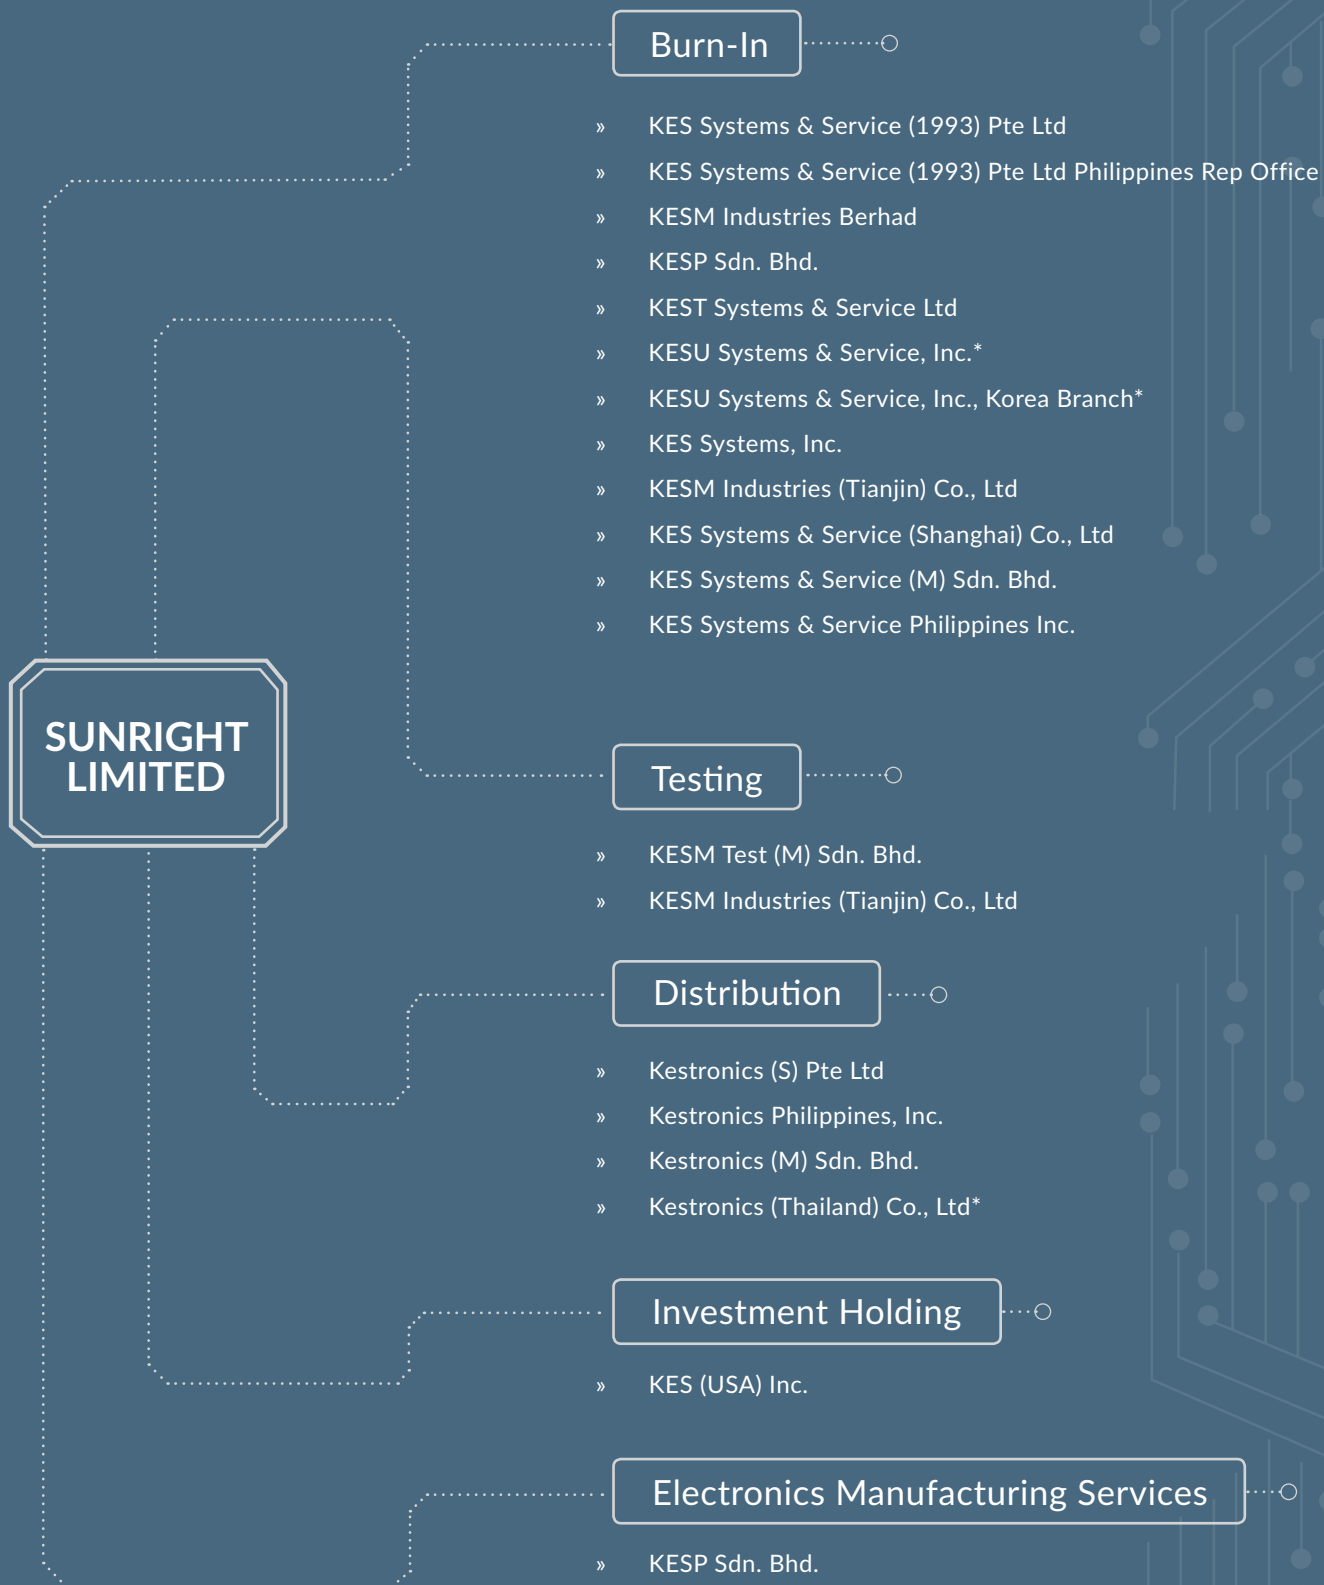 Burn-In
» KES Systems & Service (1993) Pte Ltd
» KES Systems & Service (1993) Pte Ltd Philippines Rep Office
» KESM Industries Berhad
» KESP Sdn. Bhd.
» KEST Systems & Service Ltd
» KESU Systems & Service, Inc.*
» KESU Systems & Service, Inc., Korea Branch*
» KES Systems, Inc.
» KESM Industries (Tianjin) Co., Ltd
» KES Systems & Service (Shanghai) Co., Ltd
» KES Systems & Service (M) Sdn. Bhd.
» KES Systems & Service Philippines Inc.
SUNRIGHT
LIMITED
Testing
» KESM Test (M) Sdn. Bhd.
» KESM Industries (Tianjin) Co., Ltd
Distribution
» Kestronics (S) Pte Ltd
» Kestronics Philippines, Inc.
» Kestronics (M) Sdn. Bhd.
» Kestronics (Thailand) Co., Ltd*
Investment Holding
» KES (USA) Inc.
Electronics Manufacturing Services
» KESP Sdn. Bhd.